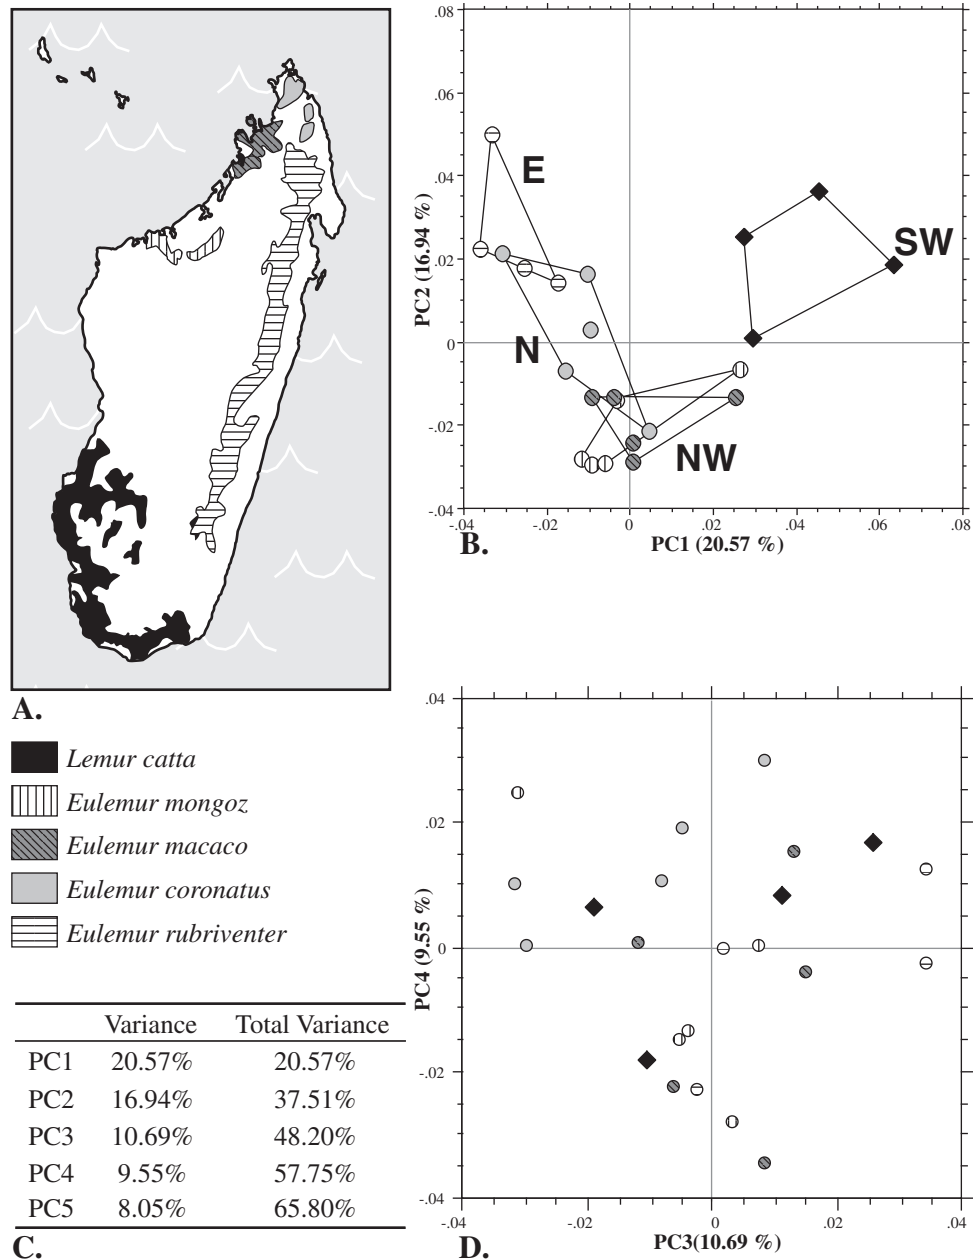 A.
Lemur catta
Eulemur mongoz
Eulemur macaco
Eulemur coronatus
Eulemur rubriventer
Variance Total Variance
PC1 20.57% 20.57%
PC2 16.94% 37.51%
PC3 10.69% 48.20%
PC4 9.55% 57.75%
PC5 8.05% 65.80%
C.
.08
.06
.04
.02
0
-.02
-.04
PC2 (16.94 %)
E
SW
N
NW
-.04 -.02 0 .02 .04 .06 .08
B.
PC1 (20.57 %)
.04
.02
0
-.02
-.04
PC4 (9.55 %)
-.04 -.02 0 .02 .04
PC3(10.69 %)
D.